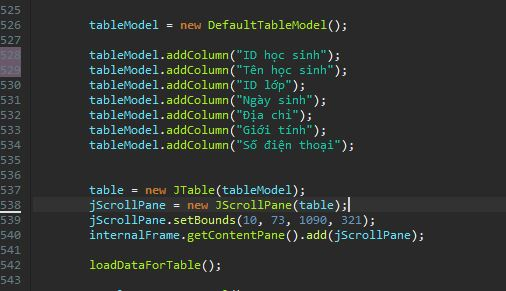 525
526 tableModel = new DefaultTableModel();
527
528 tableModel.addColumn("ID học sinh");
529 tableModel.addColumn("Tên học sinh");
530 tableModel.addColumn("ID lớp");
531 tableModel.addColumn("Ngày sinh");
532 tableModel.addColumn("Địa chỉ");
533 tableModel.addColumn("Giới tính");
534 tableModel.addColumn("Số điện thoại");
535
536
537 table = new JTable(tableModel);
538 jScrollPane = new JScrollPane(table);
539 jScrollPane.setBounds(10, 73, 1090, 321);
540 internalFrame.getContentPane().add(jScrollPane);
541
542 loadDataForTable();
543